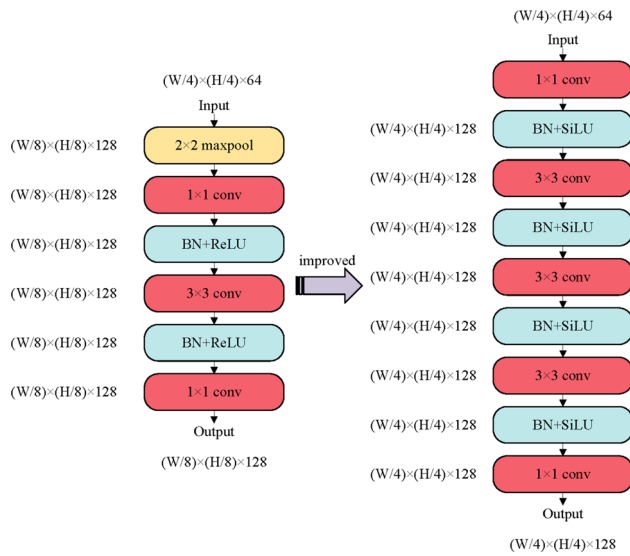 (W/4)×(H/4)×64
Input
(W/8)×(H/8)×128
2×2 maxpool
(W/8)×(H/8)×128
1×1 conv
(W/8)×(H/8)×128
BN+ReLU
(W/8)×(H/8)×128
3×3 conv
(W/8)×(H/8)×128
BN+ReLU
(W/8)×(H/8)×128
1×1 conv
Output
(W/8)×(H/8)×128
improved
(W/4)×(H/4)×64
Input
1×1 conv
(W/4)×(H/4)×128
BN+SiLU
(W/4)×(H/4)×128
3×3 conv
(W/4)×(H/4)×128
BN+SiLU
(W/4)×(H/4)×128
3×3 conv
(W/4)×(H/4)×128
BN+SiLU
(W/4)×(H/4)×128
3×3 conv
(W/4)×(H/4)×128
BN+SiLU
(W/4)×(H/4)×128
1×1 conv
Output
(W/4)×(H/4)×128